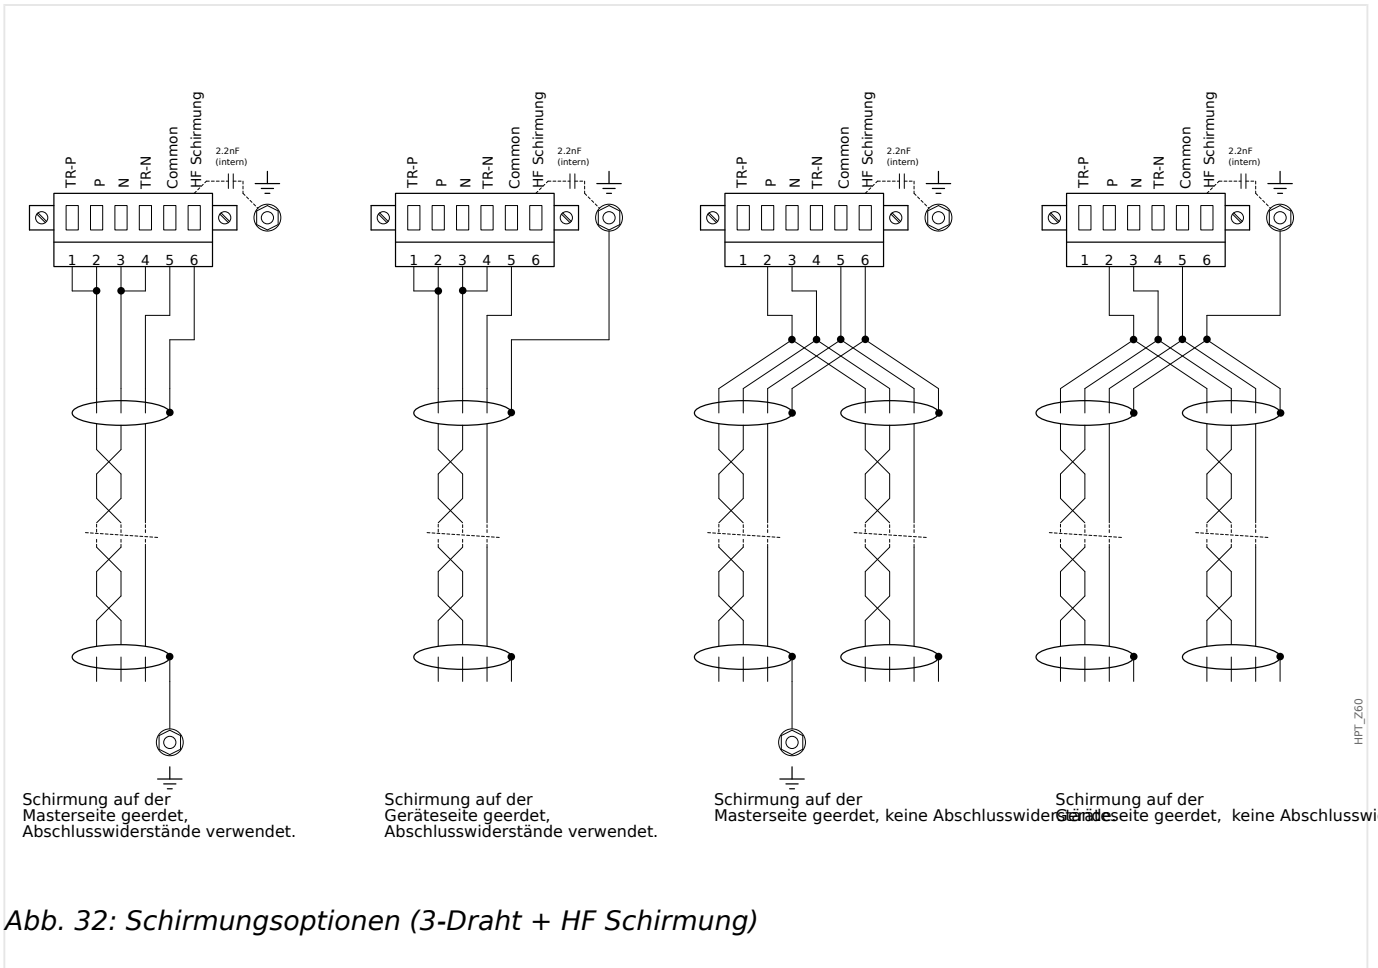 TR-P
P
N
TR-N
Common
HF Schirmung
2.2nF
(intern)
1 2 3 4 5 6
TR-P
P
N
TR-N
Common
HF Schirmung
2.2nF
(intern)
1 2 3 4 5 6
TR-P
P
N
TR-N
Common
HF Schirmung
2.2nF
(intern)
1 2 3 4 5 6
TR-P
P
N
TR-N
Common
HF Schirmung
2.2nF
(intern)
1 2 3 4 5 6
HPT_Z60
Schirmung auf der
Masterseite geerdet,
Abschlusswiderstände verwendet.
Schirmung auf der
Geräteseite geerdet,
Abschlusswiderstände verwendet.
Schirmung auf der
Masterseite geerdet, keine Abschlusswiderstände.
Schirmung auf der
Geräteseite geerdet, keine Abschlusswi
Abb. 32: Schirmungsoptionen (3-Draht + HF Schirmung)